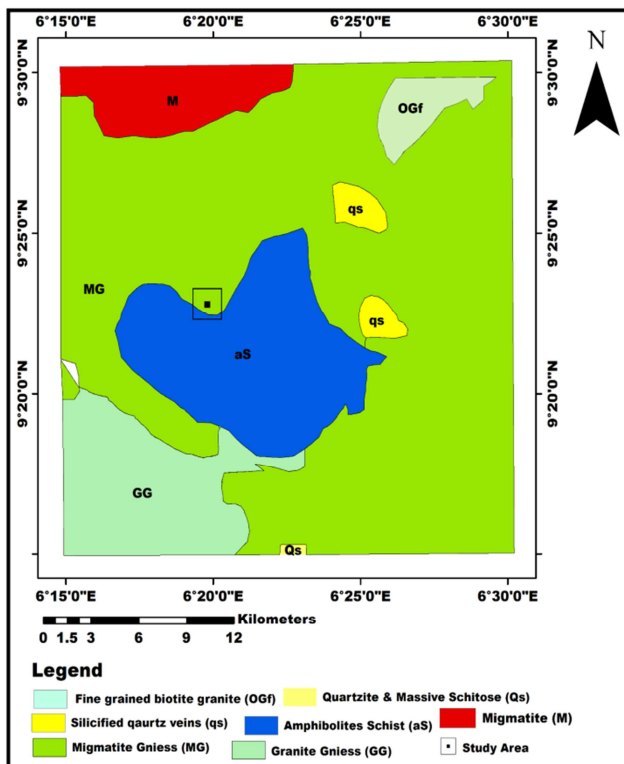 6°15'0"E 6°20'0"E 6°25'0"E 6°30'0"E
N
9°30'0"N 9°30'0"N
M
OGf
qs
9°25'0"N 9°25'0"N
MG
qs
aS
9°20'0"N 9°20'0"N
GG
Qs
6°15'0"E 6°20'0"E 6°25'0"E 6°30'0"E
Kilometers
0 1.5 3 6 9 12
Legend
Fine grained biotite granite (OGf) Quartzite & Massive Schitose (Qs)
Silicified qaurtz veins (qs) Amphibolites Schist (aS) Migmatite (M)
Migmatite Gniess (MG) Granite Gniess (GG) Study Area